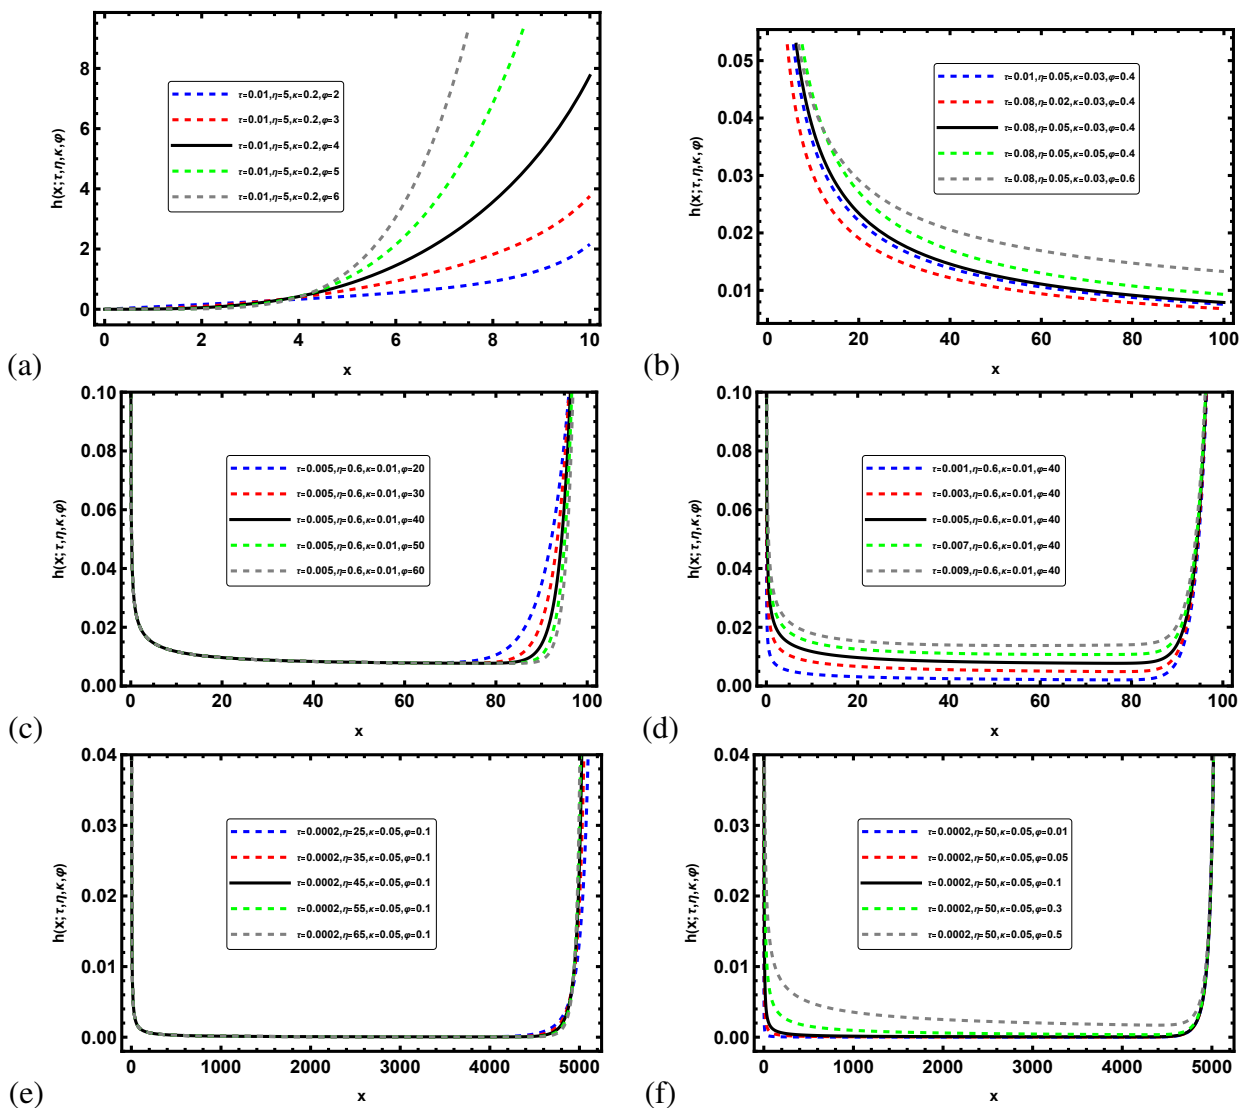 τ=0.01,η=5,κ=0.2,φ=2
τ=0.01,η=5,κ=0.2,φ=3
τ=0.01,η=5,κ=0.2,φ=4
τ=0.01,η=5,κ=0.2,φ=5
τ=0.01,η=5,κ=0.2,φ=6
h(x;τ,η,κ,φ)
8
6
4
2
0
0 2 4 6 8 10
x
(a)
τ=0.01,η=0.05,κ=0.03,φ=0.4
τ=0.08,η=0.02,κ=0.03,φ=0.4
τ=0.08,η=0.05,κ=0.03,φ=0.4
τ=0.08,η=0.05,κ=0.05,φ=0.4
τ=0.08,η=0.05,κ=0.03,φ=0.6
h(x;τ,η,κ,φ)
0.05
0.04
0.03
0.02
0.01
0 20 40 60 80 100
x
(b)
τ=0.005,η=0.6,κ=0.01,φ=20
τ=0.005,η=0.6,κ=0.01,φ=30
τ=0.005,η=0.6,κ=0.01,φ=40
τ=0.005,η=0.6,κ=0.01,φ=50
τ=0.005,η=0.6,κ=0.01,φ=60
h(x;τ,η,κ,φ)
0.10
0.08
0.06
0.04
0.02
0.00
0 20 40 60 80 100
x
(c)
τ=0.001,η=0.6,κ=0.01,φ=40
τ=0.003,η=0.6,κ=0.01,φ=40
τ=0.005,η=0.6,κ=0.01,φ=40
τ=0.007,η=0.6,κ=0.01,φ=40
τ=0.009,η=0.6,κ=0.01,φ=40
h(x;τ,η,κ,φ)
0.10
0.08
0.06
0.04
0.02
0.00
0 20 40 60 80 100
x
(d)
τ=0.0002,η=25,κ=0.05,φ=0.1
τ=0.0002,η=35,κ=0.05,φ=0.1
τ=0.0002,η=45,κ=0.05,φ=0.1
τ=0.0002,η=55,κ=0.05,φ=0.1
τ=0.0002,η=65,κ=0.05,φ=0.1
h(x;τ,η,κ,φ)
0.04
0.03
0.02
0.01
0.00
0 1000 2000 3000 4000 5000
x
(e)
τ=0.0002,η=50,κ=0.05,φ=0.01
τ=0.0002,η=50,κ=0.05,φ=0.05
τ=0.0002,η=50,κ=0.05,φ=0.1
τ=0.0002,η=50,κ=0.05,φ=0.3
τ=0.0002,η=50,κ=0.05,φ=0.5
h(x;τ,η,κ,φ)
0.04
0.03
0.02
0.01
0.00
0 1000 2000 3000 4000 5000
x
(f)